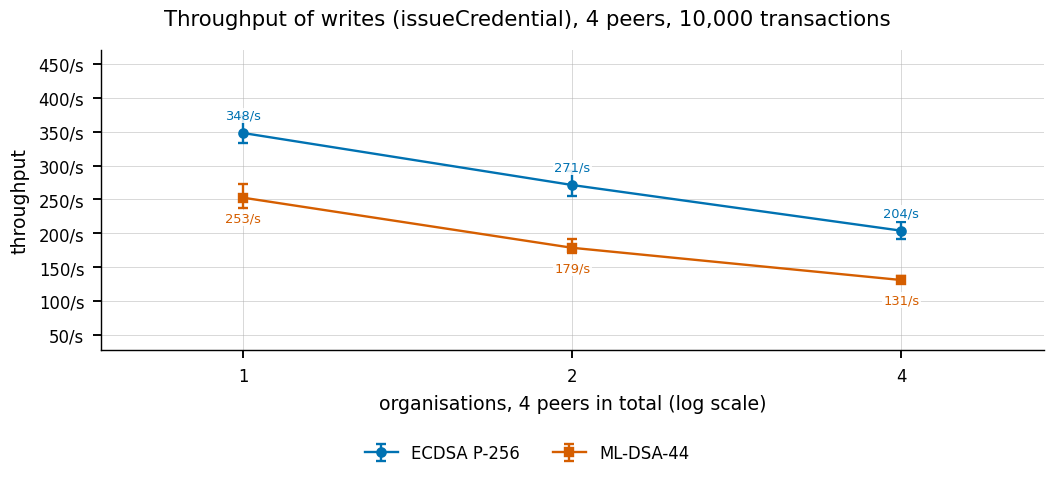 Throughput of writes (issueCredential), 4 peers, 10,000 transactions
throughput
450/s
400/s
350/s
300/s
250/s
200/s
150/s
100/s
50/s
348/s
271/s
204/s
253/s
179/s
131/s
1
2
4
organisations, 4 peers in total (log scale)
ECDSA P-256
ML-DSA-44